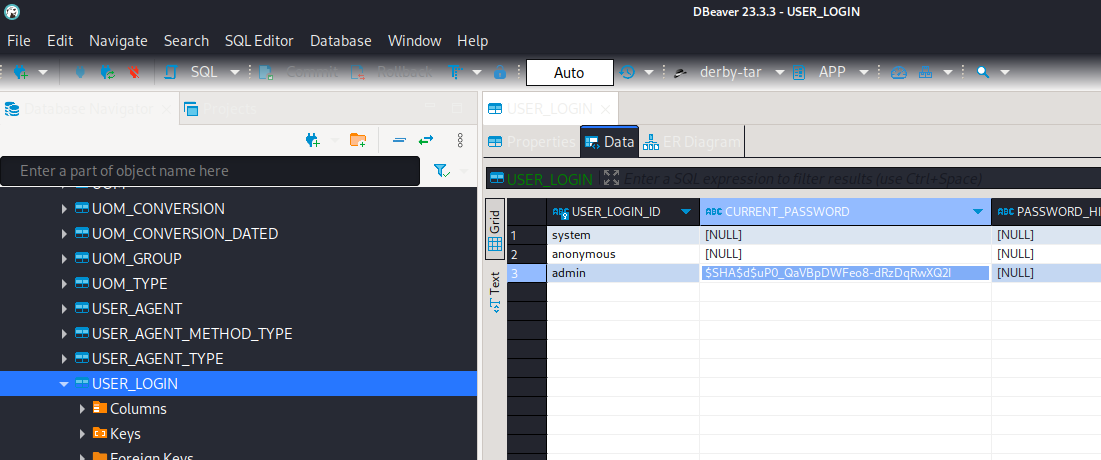 DBeaver 23.3.3 - USER_LOGIN
File Edit Navigate Search SQL Editor Database Window Help
SQL Commit Rollback Auto derby-tar APP
Database Navigator Projects
USER_LOGIN
Properties Data ER Diagram
Enter a part of object name here
USER_LOGIN Enter a SQL expression to filter results (use Ctrl+Space)
UOM
UOM_CONVERSION
UOM_CONVERSION_DATED
UOM_GROUP
UOM_TYPE
USER_AGENT
USER_AGENT_METHOD_TYPE
USER_AGENT_TYPE
USER_LOGIN
Columns
Keys
Foreign Keys
Grid
Text
USER_LOGIN_ID CURRENT_PASSWORD PASSWORD_HI
1 system [NULL] [NULL]
2 anonymous [NULL] [NULL]
3 admin $SHA$d$uP0_QaVBpDWFeo8-dRzDqRwXQ2I [NULL]